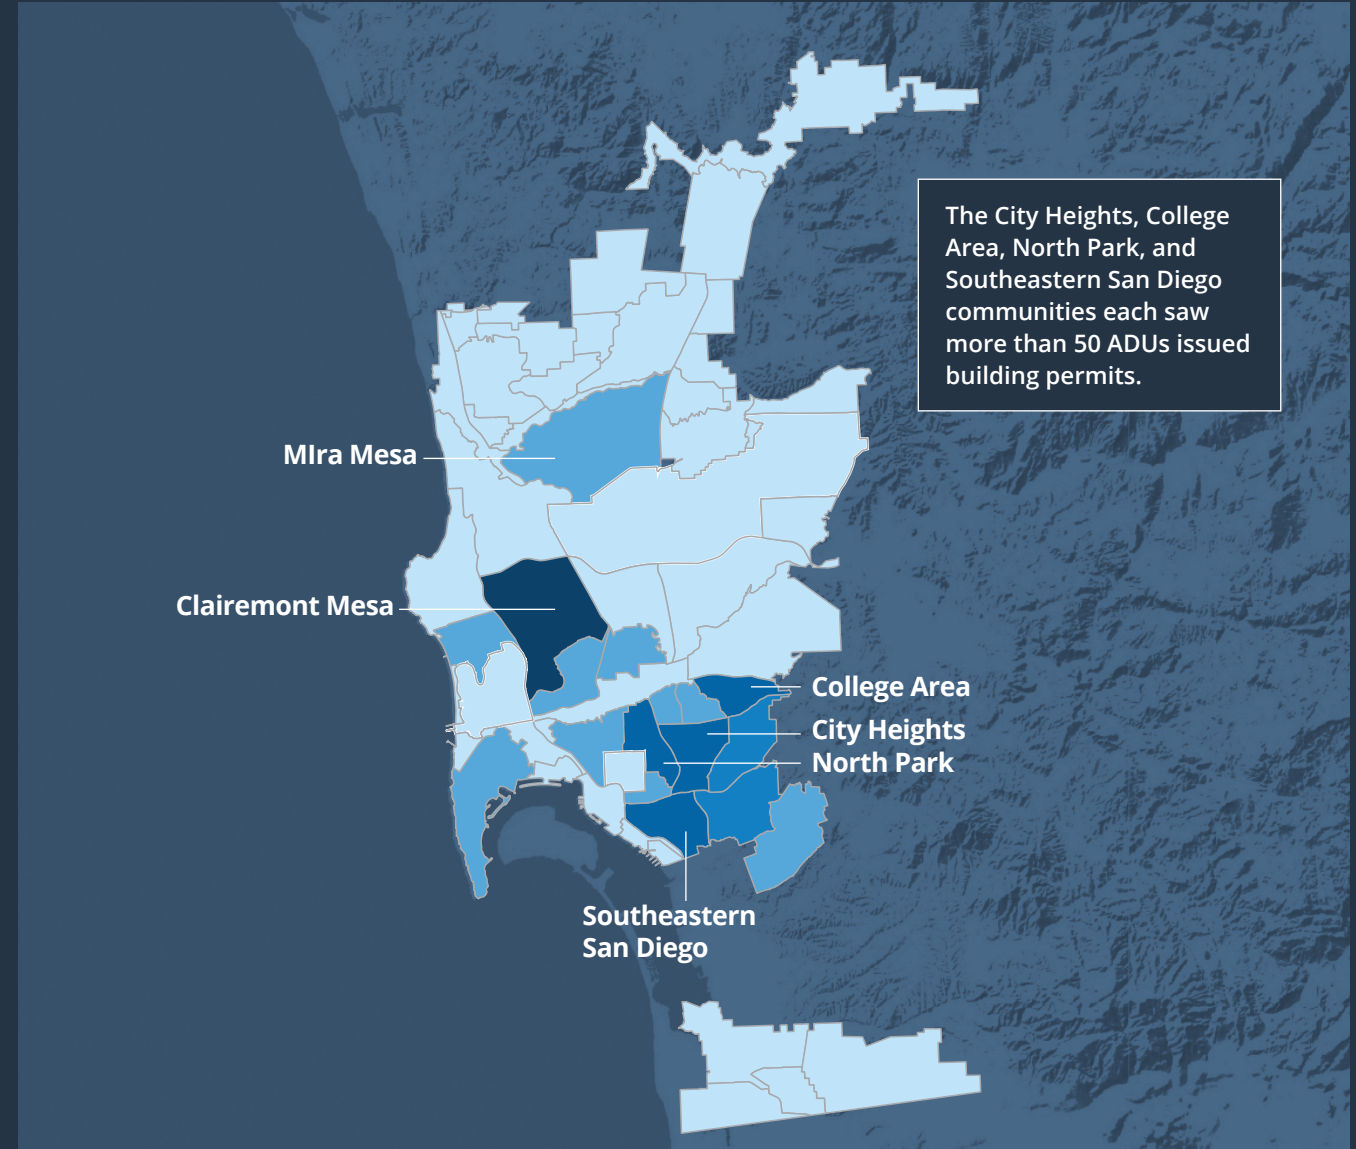 The City Heights, College
Area, North Park, and
Southeastern San Diego
communities each saw
more than 50 ADUs issued
building permits.
MIra Mesa
Clairemont Mesa
College Area
City Heights
North Park
Southeastern
San Diego